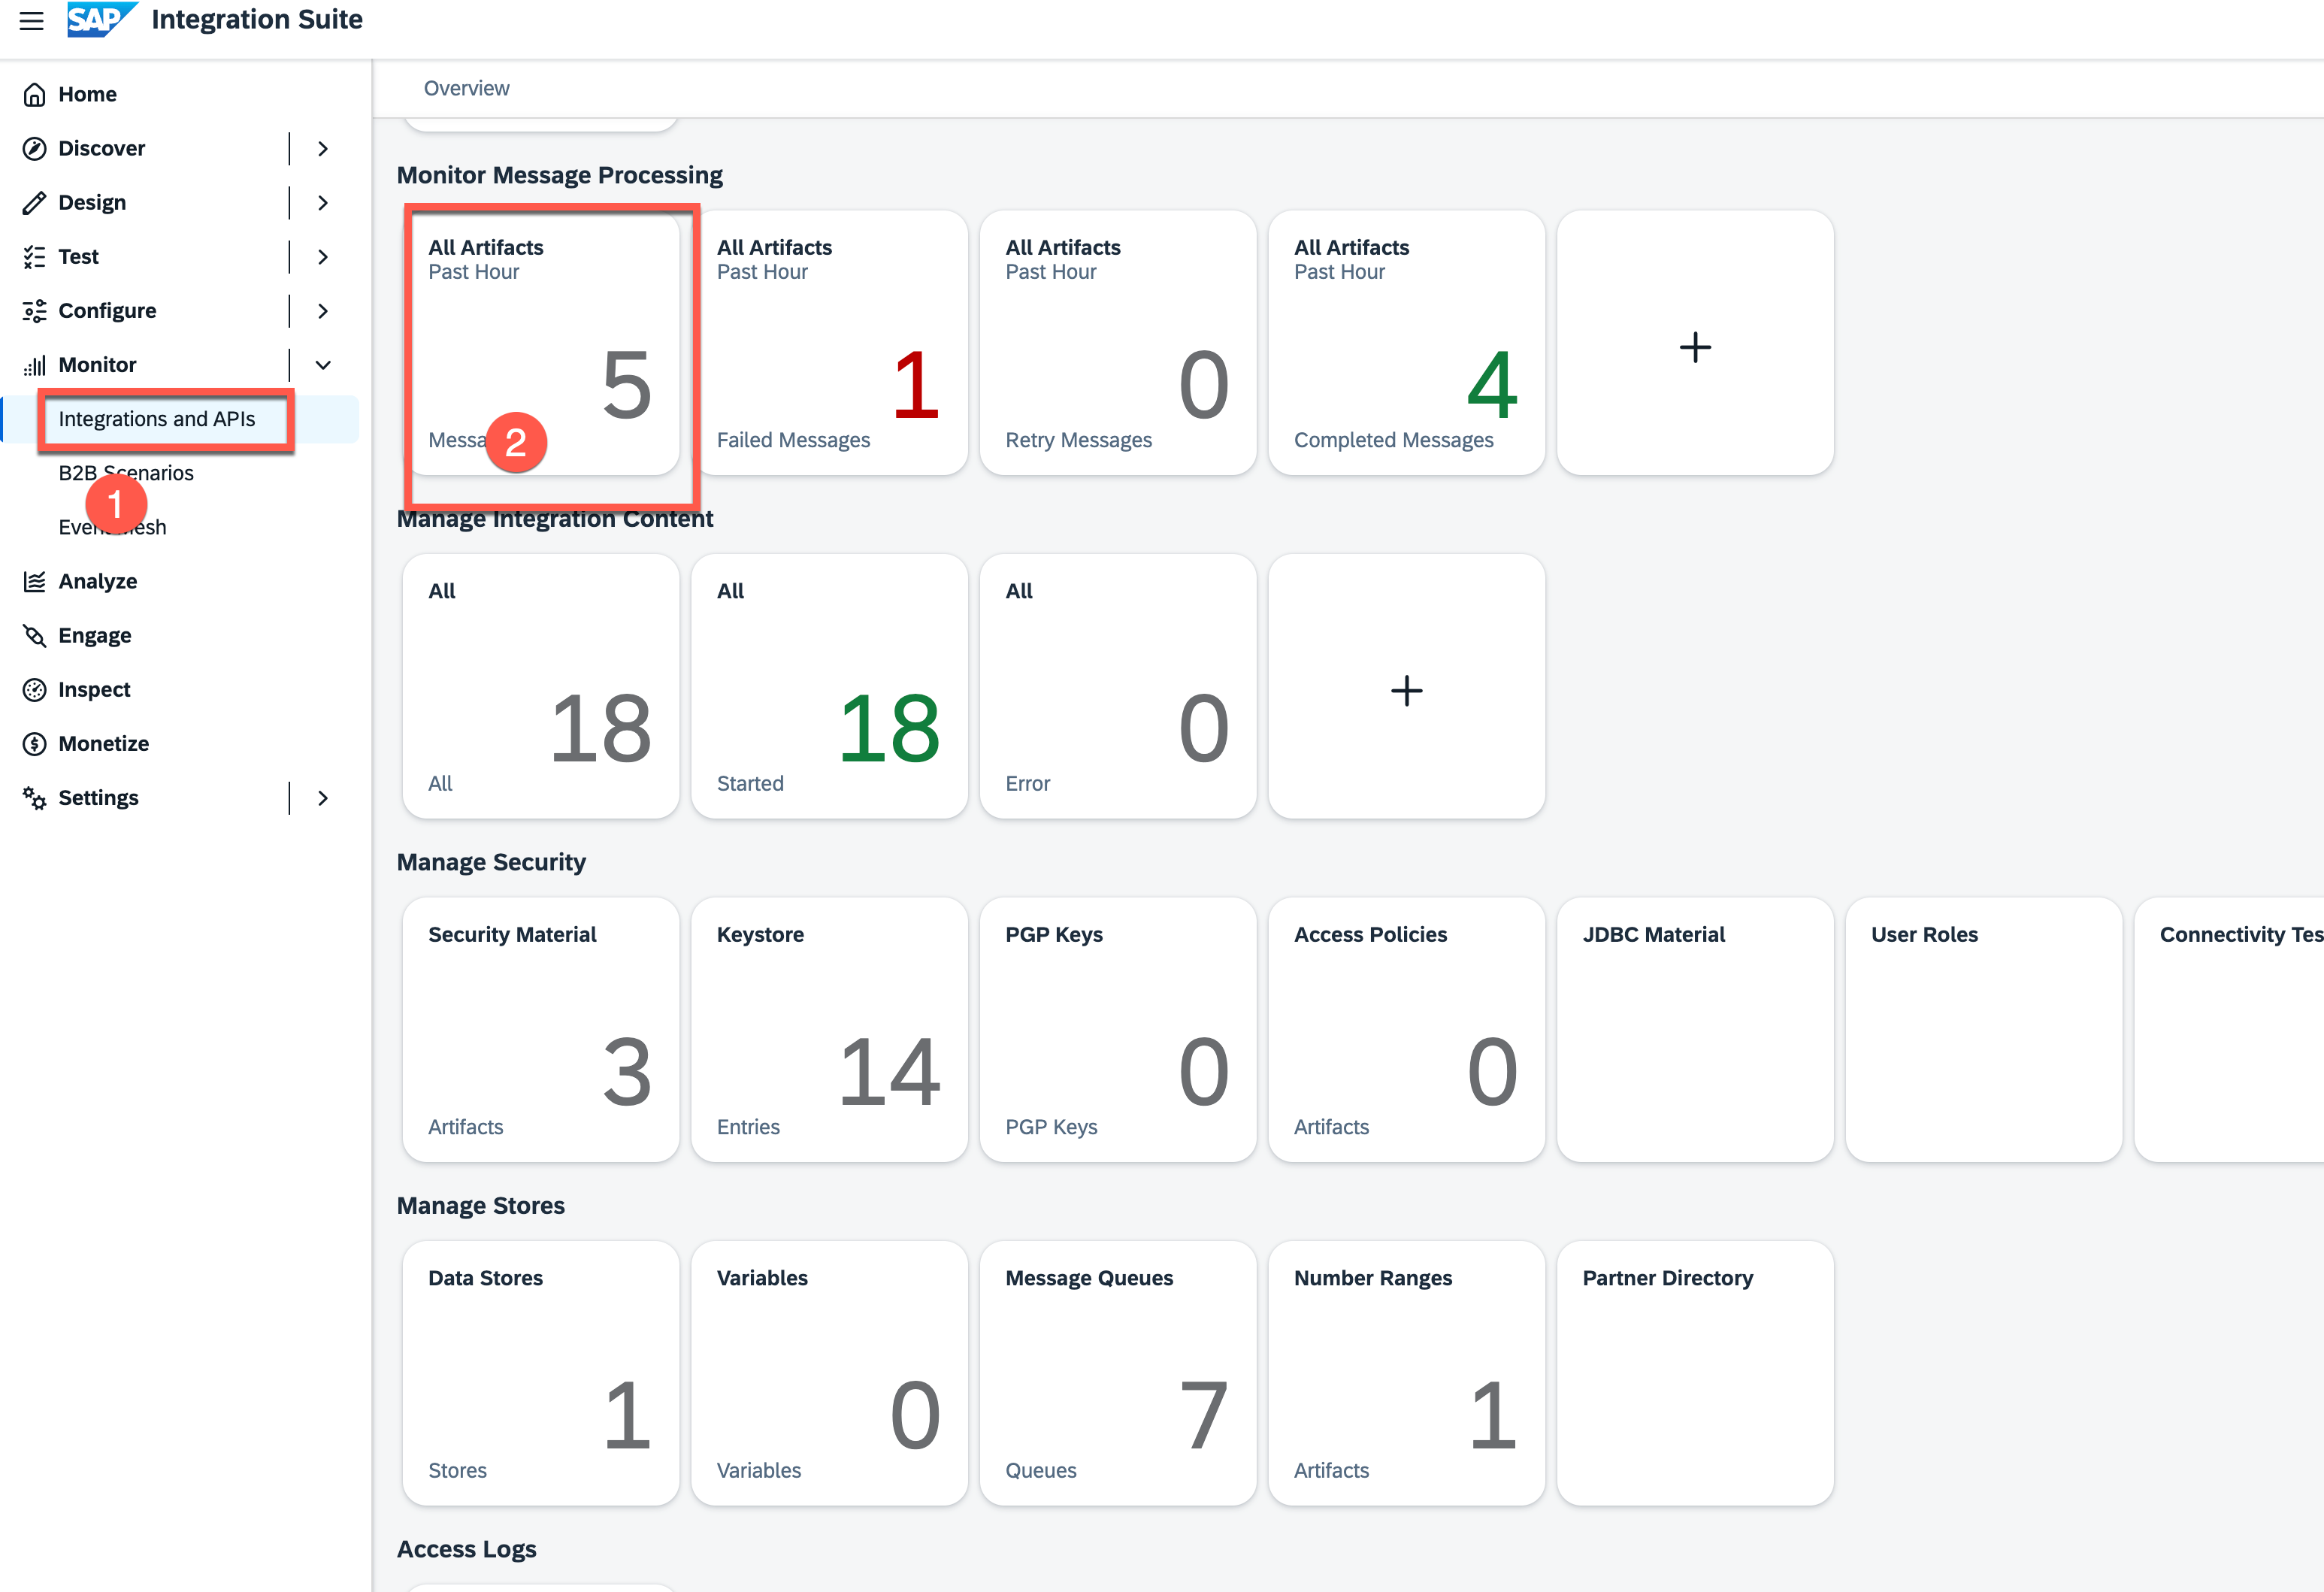 SAP Integration Suite
Home
Discover
Design
Test
Configure
Monitor
Integrations and APIs
B2B Scenarios
1
Analyze
Engage
Inspect
Monetize
Settings
Overview
Monitor Message Processing
All Artifacts
Past Hour
5
2
All Artifacts
Past Hour
1
Failed Messages
All Artifacts
Past Hour
0
Retry Messages
All Artifacts
Past Hour
4
Completed Messages
Manage Integration Content
All
18
All
All
18
Started
All
0
Error
Manage Security
Security Material
3
Artifacts
Keystore
14
Entries
PGP Keys
0
PGP Keys
Access Policies
0
Artifacts
JDBC Material
User Roles
Connectivity Tes
Manage Stores
Data Stores
1
Stores
Variables
0
Variables
Message Queues
7
Queues
Number Ranges
1
Artifacts
Partner Directory
Access Logs